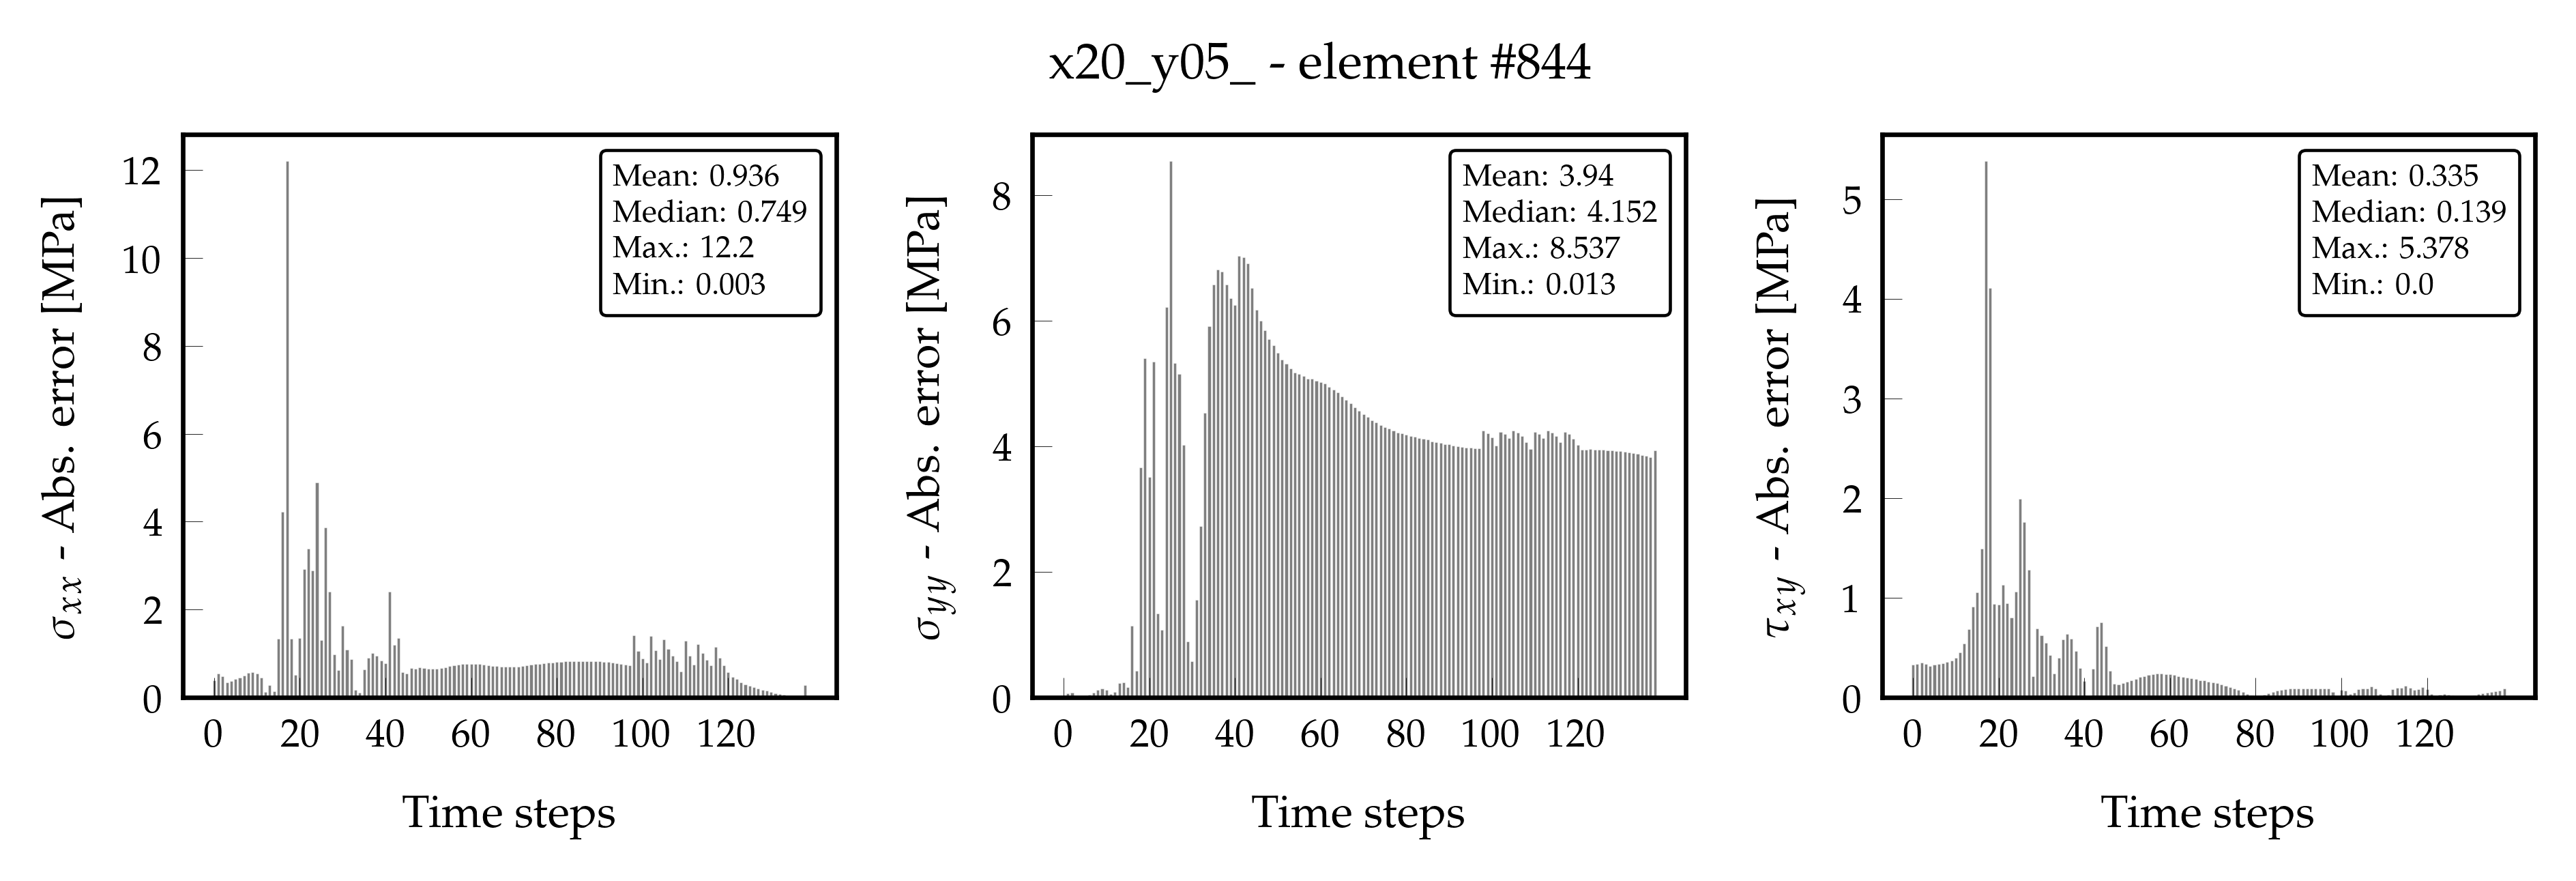 x20_y05_ - element #844
σxx - Abs. error [MPa]
12
10
8
6
4
2
0
Mean: 0.936
Median: 0.749
Max.: 12.2
Min.: 0.003
0 20 40 60 80 100 120
Time steps
σyy - Abs. error [MPa]
8
6
4
2
0
Mean: 3.94
Median: 4.152
Max.: 8.537
Min.: 0.013
0 20 40 60 80 100 120
Time steps
τxy - Abs. error [MPa]
5
4
3
2
1
0
Mean: 0.335
Median: 0.139
Max.: 5.378
Min.: 0.0
0 20 40 60 80 100 120
Time steps